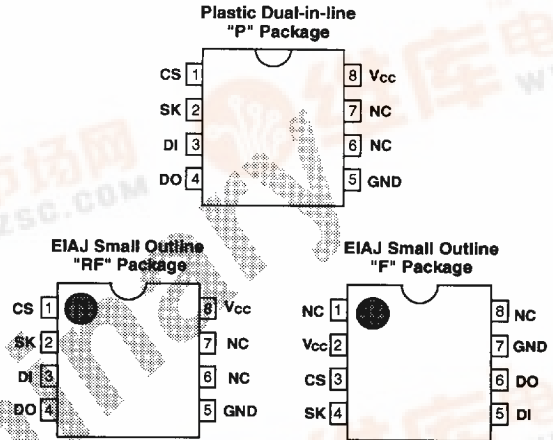 Plastic Dual-in-line
"P" Package
CS 1 8 Vcc
SK 2 7 NC
DI 3 6 NC
DO 4 5 GND
EIAJ Small Outline
"RF" Package
CS 1 8 Vcc
SK 2 7 NC
DI 3 6 NC
DO 4 5 GND
EIAJ Small Outline
"F" Package
NC 1 8 NC
Vcc 2 7 GND
CS 3 6 DO
SK 4 5 DI